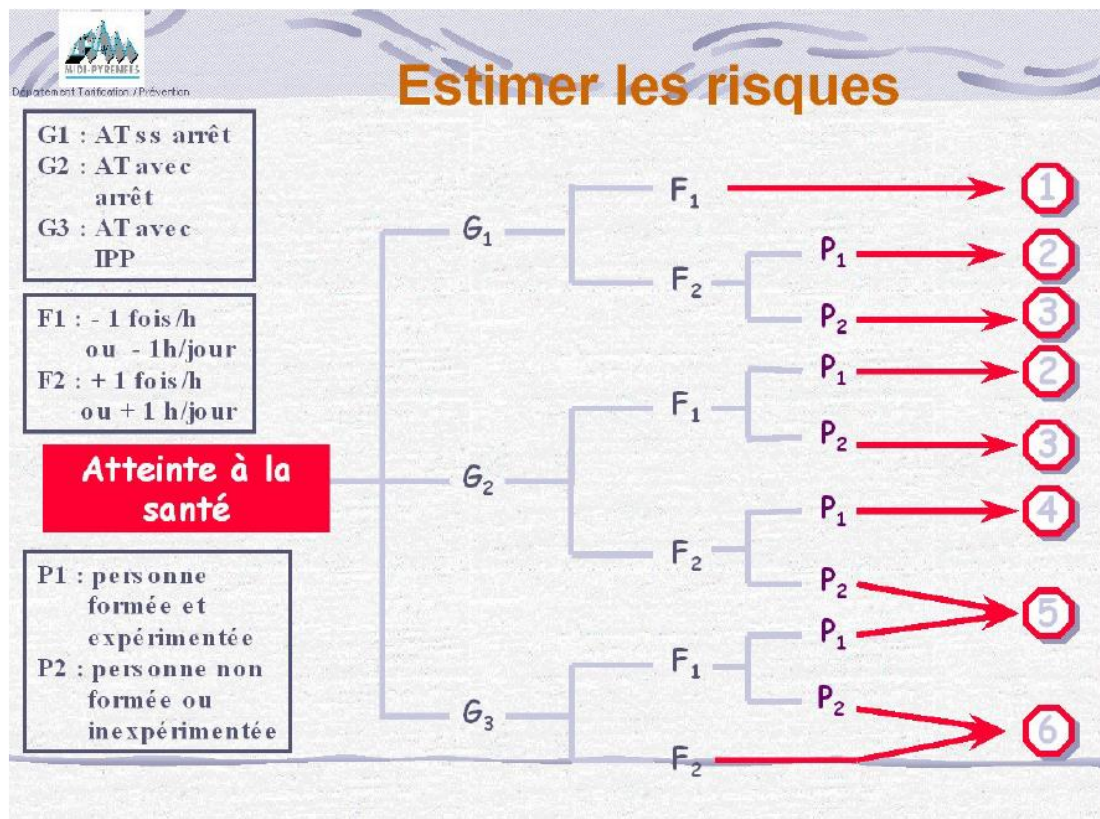 MIDI-PYRENEES
Département Tarification / Prévention
Estimer les risques
G1 : AT ss arrêt
G2 : AT avec
arrêt
G3 : AT avec
IPP
F1 : - 1 fois/h
ou - 1h/jour
F2 : + 1 fois/h
ou + 1 h/jour
Atteinte à la
santé
P1 : personne
formée et
expérimentée
P2 : personne non
formée ou
inexpérimentée
G1
G2
G3
F1
F2
F1
F2
F1
F2
P1
P2
P1
P2
P1
P2
P1
P2
1
2
3
2
3
4
5
6